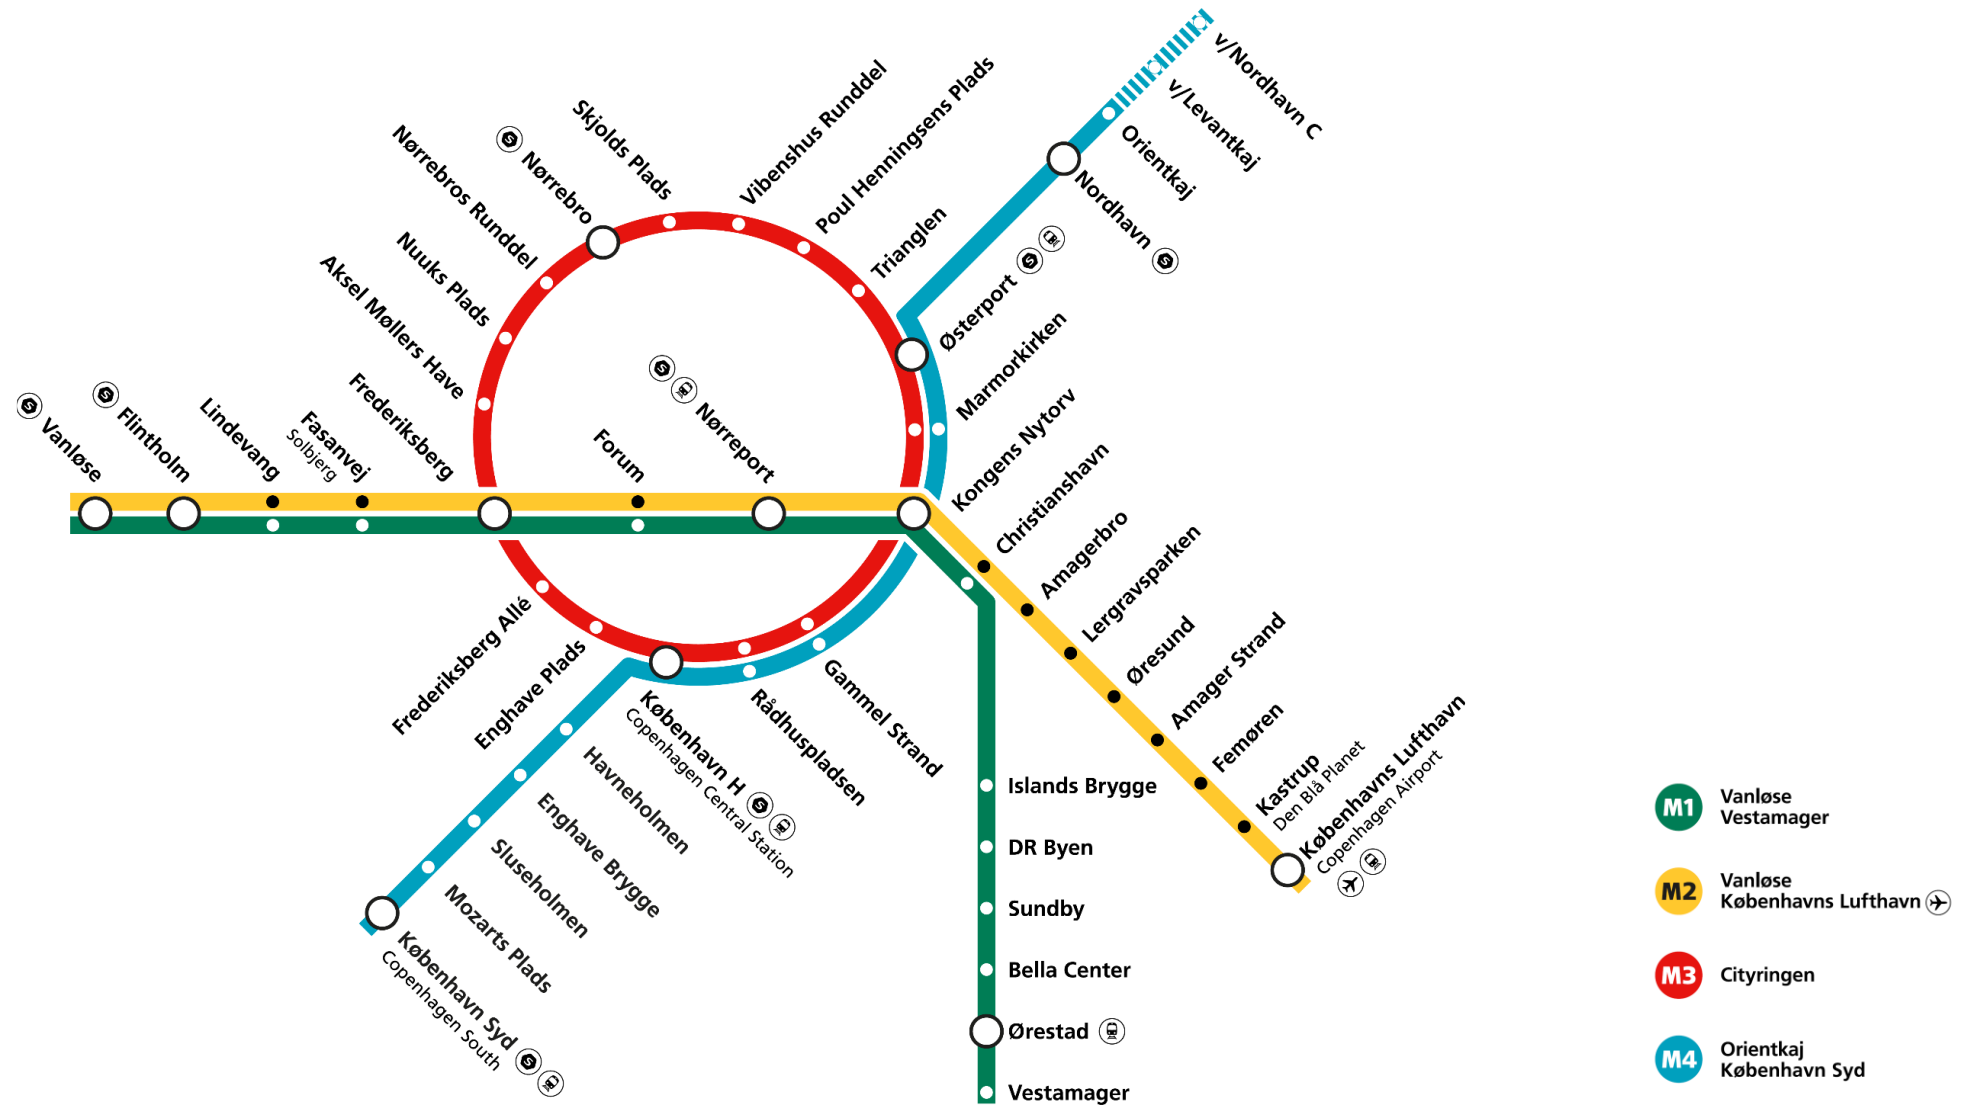 v/Nordhavn C
v/Levantkaj
Orientkaj
Nordhavn
S
Østerport
S
Trianglen
Poul Henningsens Plads
Vibenshus Runddel
Skjolds Plads
S
Nørrebro
Nørrebros Runddel
Nuuks Plads
Aksel Møllers Have
Frederiksberg
Fasanvej
Solbjerg
Lindevang
S
Flintholm
S
Vanløse
Forum
S
Nørreport
Marmorkirken
Kongens Nytorv
Christianshavn
Amagerbro
Lergravsparken
Øresund
Amager Strand
Femøren
Kastrup
Den Blå Planet
Københavns Lufthavn
Copenhagen Airport
Frederiksberg Allé
Enghave Plads
København H
S
Copenhagen Central Station
Rådhuspladsen
Gammel Strand
Havneholmen
Enghave Brygge
Sluseholmen
Mozarts Plads
København Syd
S
Copenhagen South
Islands Brygge
DR Byen
Sundby
Bella Center
Ørestad
Vestamager
M1
Vanløse
Vestamager
M2
Vanløse
Københavns Lufthavn
M3
Cityringen
M4
Orientkaj
København Syd